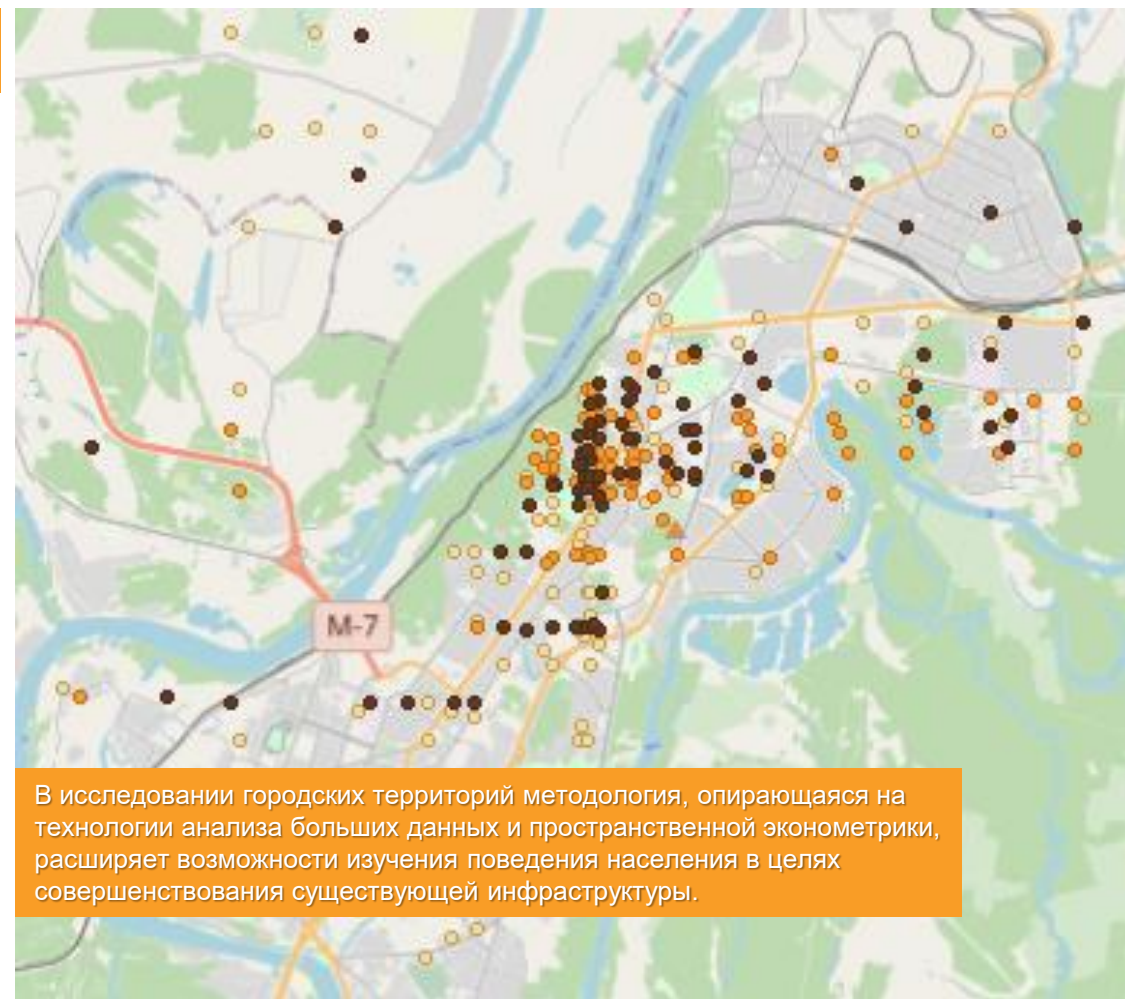 M-7
В исследовании городских территорий методология, опирающаяся на
технологии анализа больших данных и пространственной эконометрики,
расширяет возможности изучения поведения населения в целях
совершенствования существующей инфраструктуры.